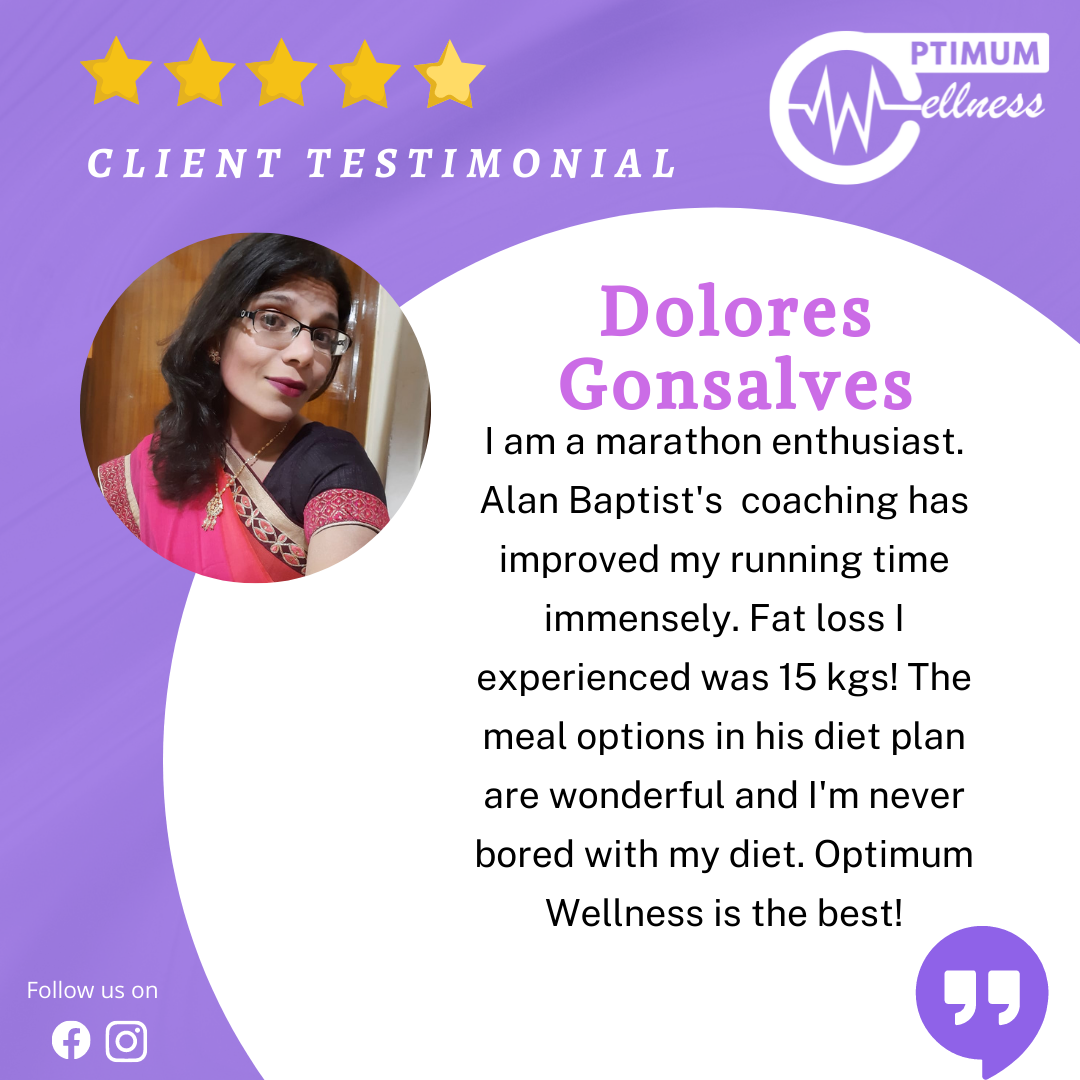 PTIMUM
Wellness
CLIENT TESTIMONIAL
Dolores
Gonsalves
I am a marathon enthusiast.
Alan Baptist's  coaching has
improved my running time
immensely. Fat loss I
experienced was 15 kgs! The
meal options in his diet plan
are wonderful and I'm never
bored with my diet. Optimum
Wellness is the best!
Follow us on